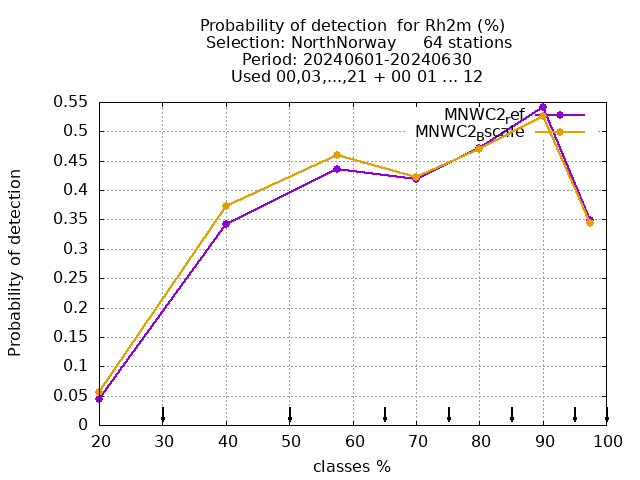 Probability of detection  for Rh2m (%)
Selection: NorthNorway     64 stations
Period: 20240601-20240630
Used 00,03,...,21 + 00 01 ... 12
MNWC2ref
MNWC2Bscale
0.55
0.5
0.45
0.4
0.35
0.3
0.25
0.2
0.15
0.1
0.05
0
Probability of detection
20 30 40 50 60 70 80 90 100
classes %